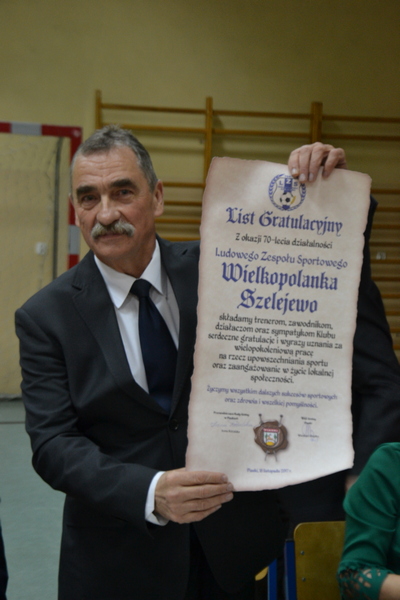 List Gratulacyjny
Z okazji 70-lecia działalności
Ludowego Zespołu Sportowego
Wielkopolanka
Szelejewo
składamy trenerom, zawodnikom,
działaczom oraz sympatykom Klubu
serdeczne gratulacje i wyrazy uznania za
wielopokoleniową pracę
na rzecz upowszechniania sportu
oraz zaangażowanie w życie lokalnej
społeczności.
Życzymy wszystkim dalszych sukcesów sportowych
oraz zdrowia i wszelkiej pomyślności.